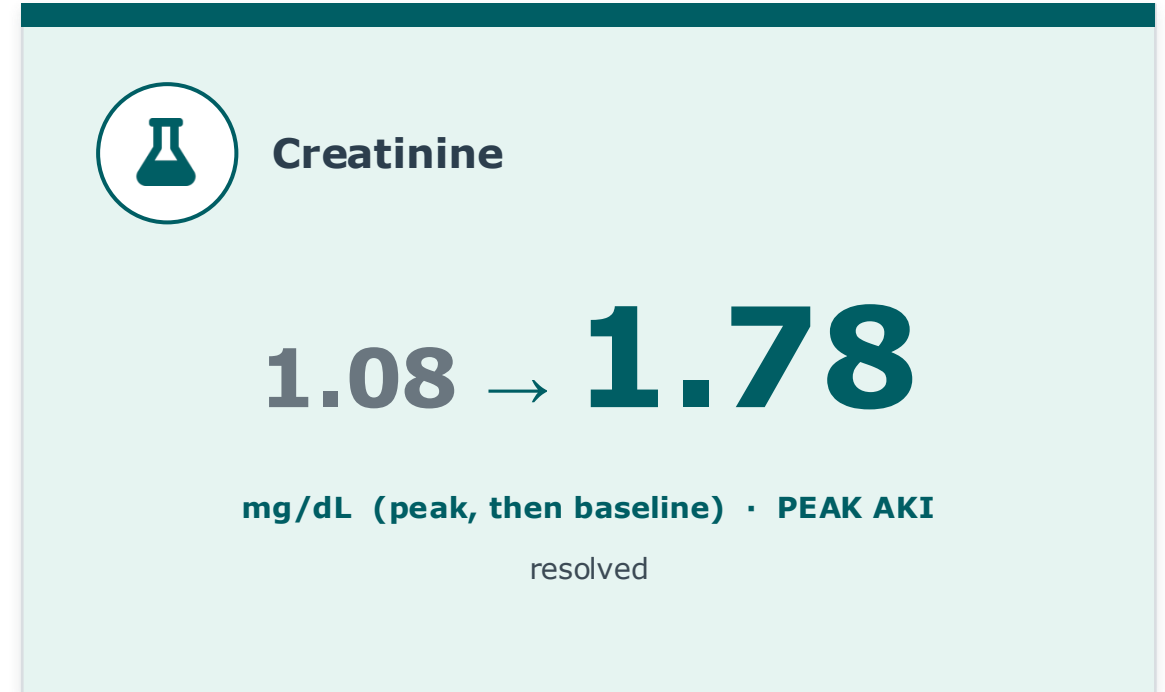 Creatinine
1.08 → 1.78
mg/dL (peak, then baseline) · PEAK AKI
resolved